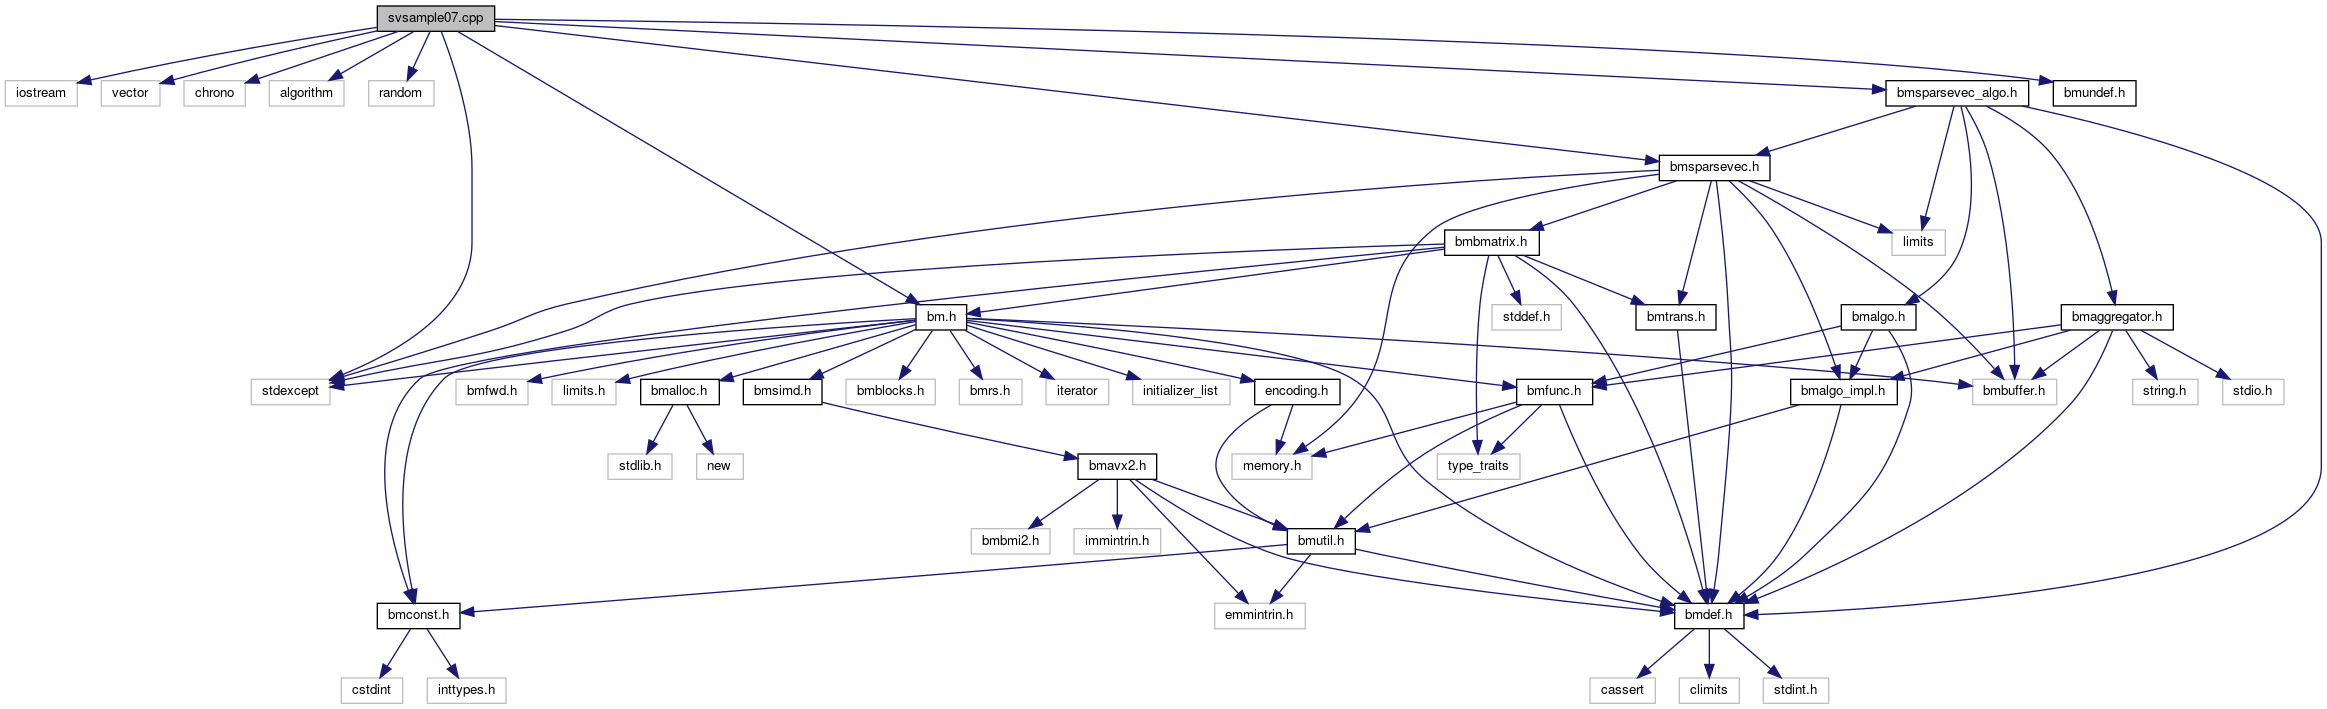 svsample07.cpp
iostream
vector
chrono
algorithm
random
bmsparsevec_algo.h
bmundef.h
bmsparsevec.h
bmbmatrix.h
limits
bm.h
stddef.h
bmtrans.h
bmalgo.h
bmaggregator.h
stdexcept
bmfwd.h
limits.h
bmalloc.h
bmsimd.h
bmblocks.h
bmrs.h
iterator
initializer_list
encoding.h
bmfunc.h
bmalgo_impl.h
bmbuffer.h
string.h
stdio.h
stdlib.h
new
bmavx2.h
memory.h
type_traits
bmbmi2.h
immintrin.h
bmutil.h
bmconst.h
emmintrin.h
bmdef.h
cstdint
inttypes.h
cassert
climits
stdint.h